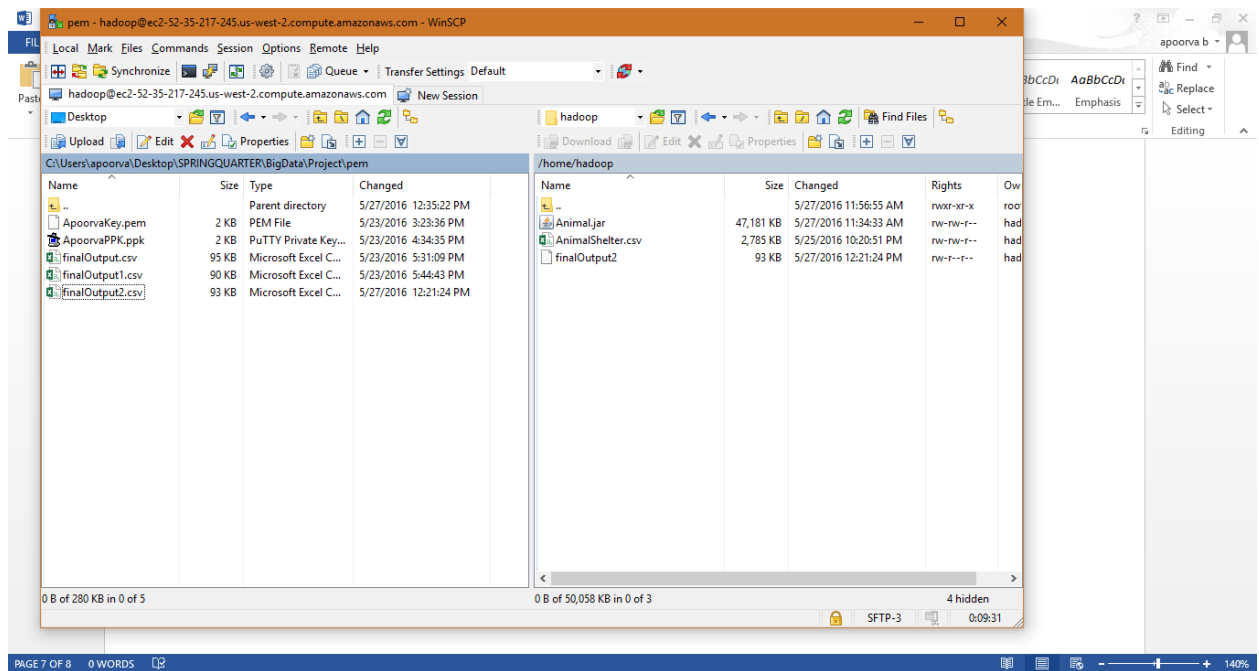 pem - hadoop@ec2-52-35-217-245.us-west-2.compute.amazonaws.com - WinSCP
FIL
apoorva b
Local Mark Files Commands Session Options Remote Help
Synchronize Queue Transfer Settings Default
Find
Paste
hadoop@ec2-52-35-217-245.us-west-2.compute.amazonaws.com New Session
AaBbCcDc
Replace
Emphasis
Select
Editing
Desktop
hadoop Find Files
Upload Edit Properties
Download Edit Properties
C:\Users\apoorva\Desktop\SPRINGQUARTER\BigData\Project\pem
/home/hadoop
Name Size Type Changed
.. Parent directory 5/27/2016 12:35:22 PM
ApoorvaKey.pem 2 KB PEM File 5/23/2016 3:23:36 PM
ApoorvaPPK.ppk 2 KB PuTTY Private Key... 5/23/2016 4:34:35 PM
finalOutput.csv 95 KB Microsoft Excel C... 5/23/2016 5:31:09 PM
finalOutput1.csv 90 KB Microsoft Excel C... 5/23/2016 5:44:43 PM
finalOutput2.csv 93 KB Microsoft Excel C... 5/27/2016 12:21:24 PM
Name Size Changed Rights Ow
.. 5/27/2016 11:56:55 AM rwxr-xr-x roo
Animal.jar 47,181 KB 5/27/2016 11:34:33 AM rw-rw-r-- had
AnimalShelter.csv 2,785 KB 5/25/2016 10:20:51 PM rw-rw-r-- had
finalOutput2 93 KB 5/27/2016 12:21:24 PM rw-r--r-- had
0 B of 280 KB in 0 of 5
0 B of 50,058 KB in 0 of 3 4 hidden
SFTP-3 0:09:31
PAGE 7 OF 8 0 WORDS
140%